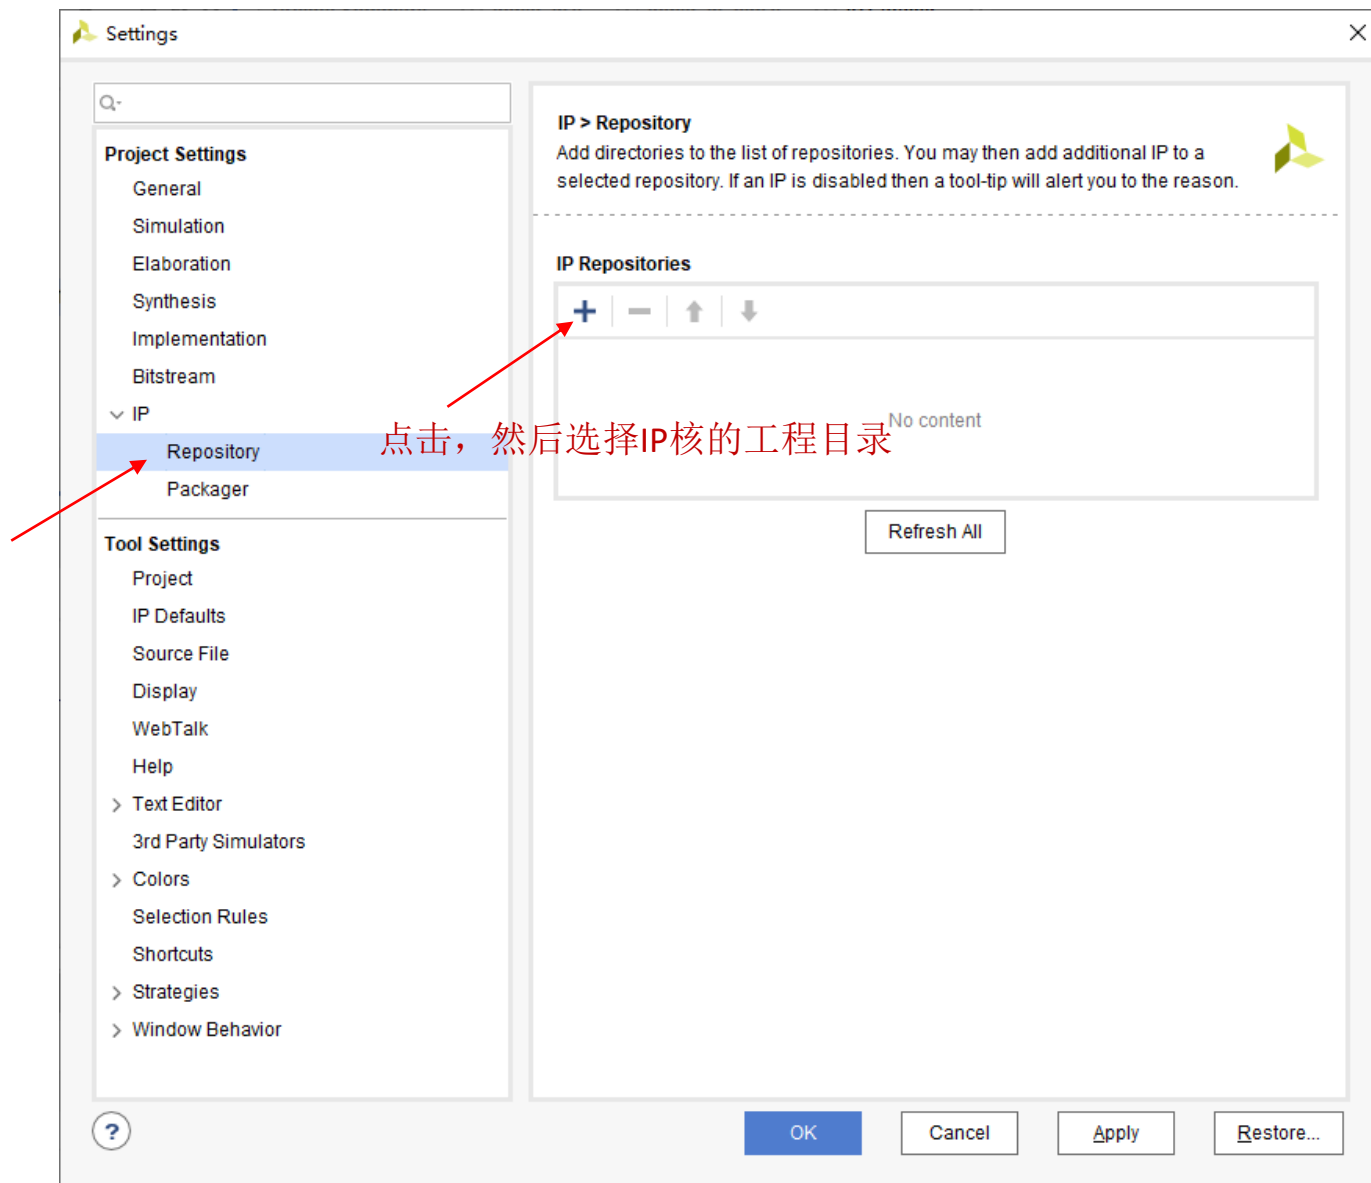 Settings
Project Settings
General
Simulation
Elaboration
Synthesis
Implementation
Bitstream
IP
Repository
Packager
Tool Settings
Project
IP Defaults
Source File
Display
WebTalk
Help
Text Editor
3rd Party Simulators
Colors
Selection Rules
Shortcuts
Strategies
Window Behavior
IP > Repository
Add directories to the list of repositories. You may then add additional IP to a
selected repository. If an IP is disabled then a tool-tip will alert you to the reason.
IP Repositories
点击，然后选择IP核的工程目录
No content
Refresh All
?
OK
Cancel
Apply
Restore...